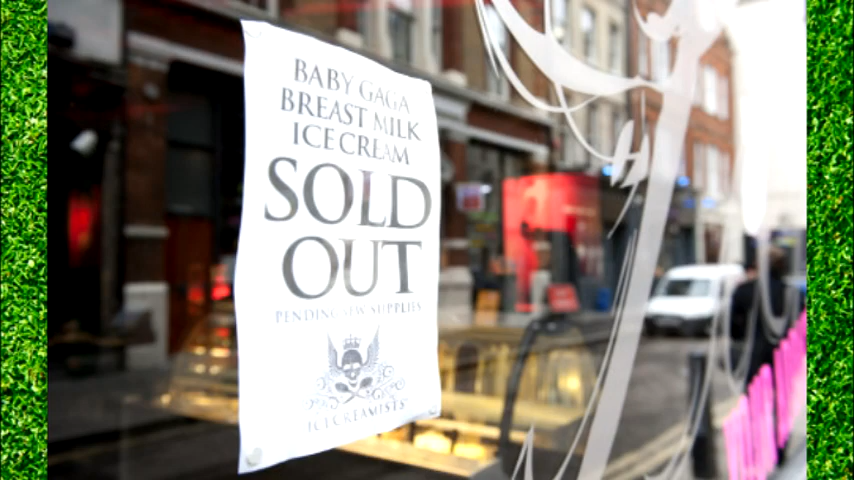 BABY GAGA
BREAST MILK
ICE CREAM
SOLD
OUT
PENDING NEW SUPPLIES
ICECREAMISTS